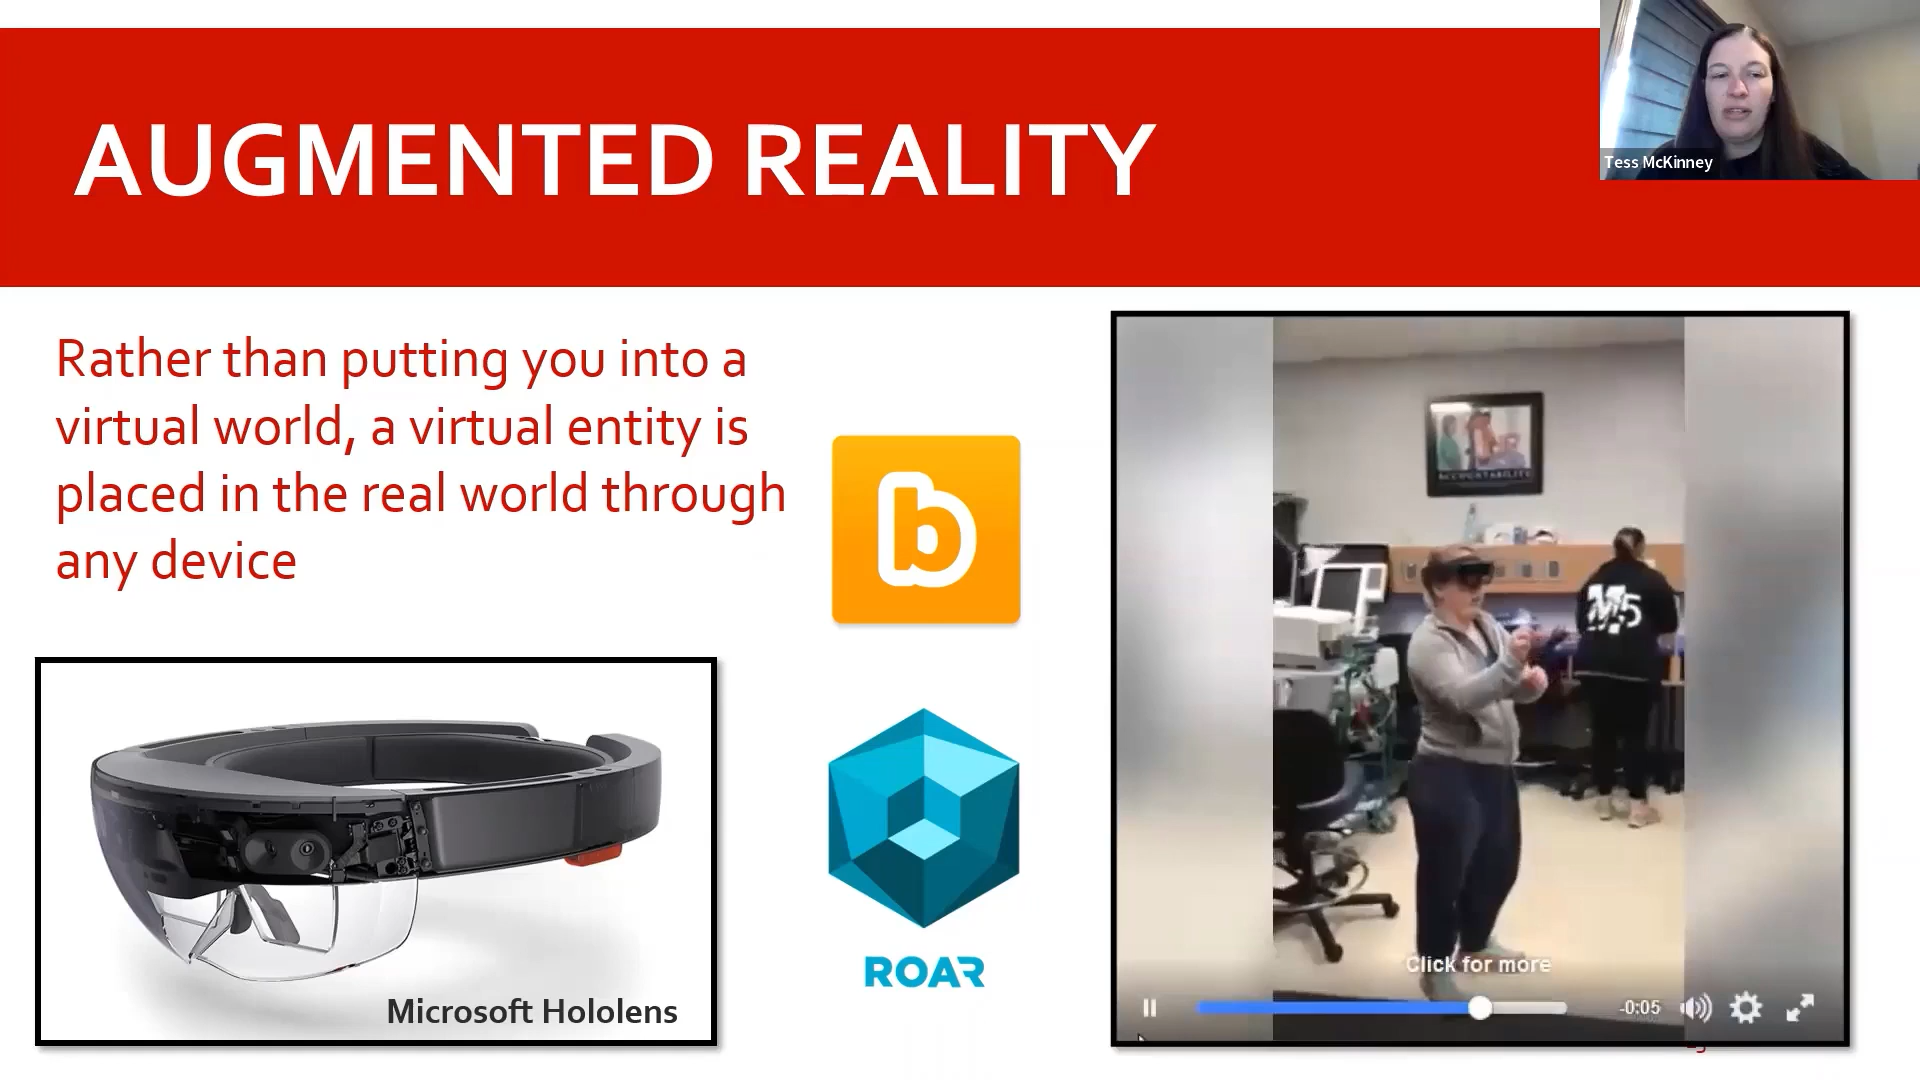 AUGMENTED REALITY
Tess McKinney
Rather than putting you into a
virtual world, a virtual entity is
placed in the real world through
any device
b
ROAR
Microsoft Hololens
ACCOUNTABILITY
Click for more
-0:05